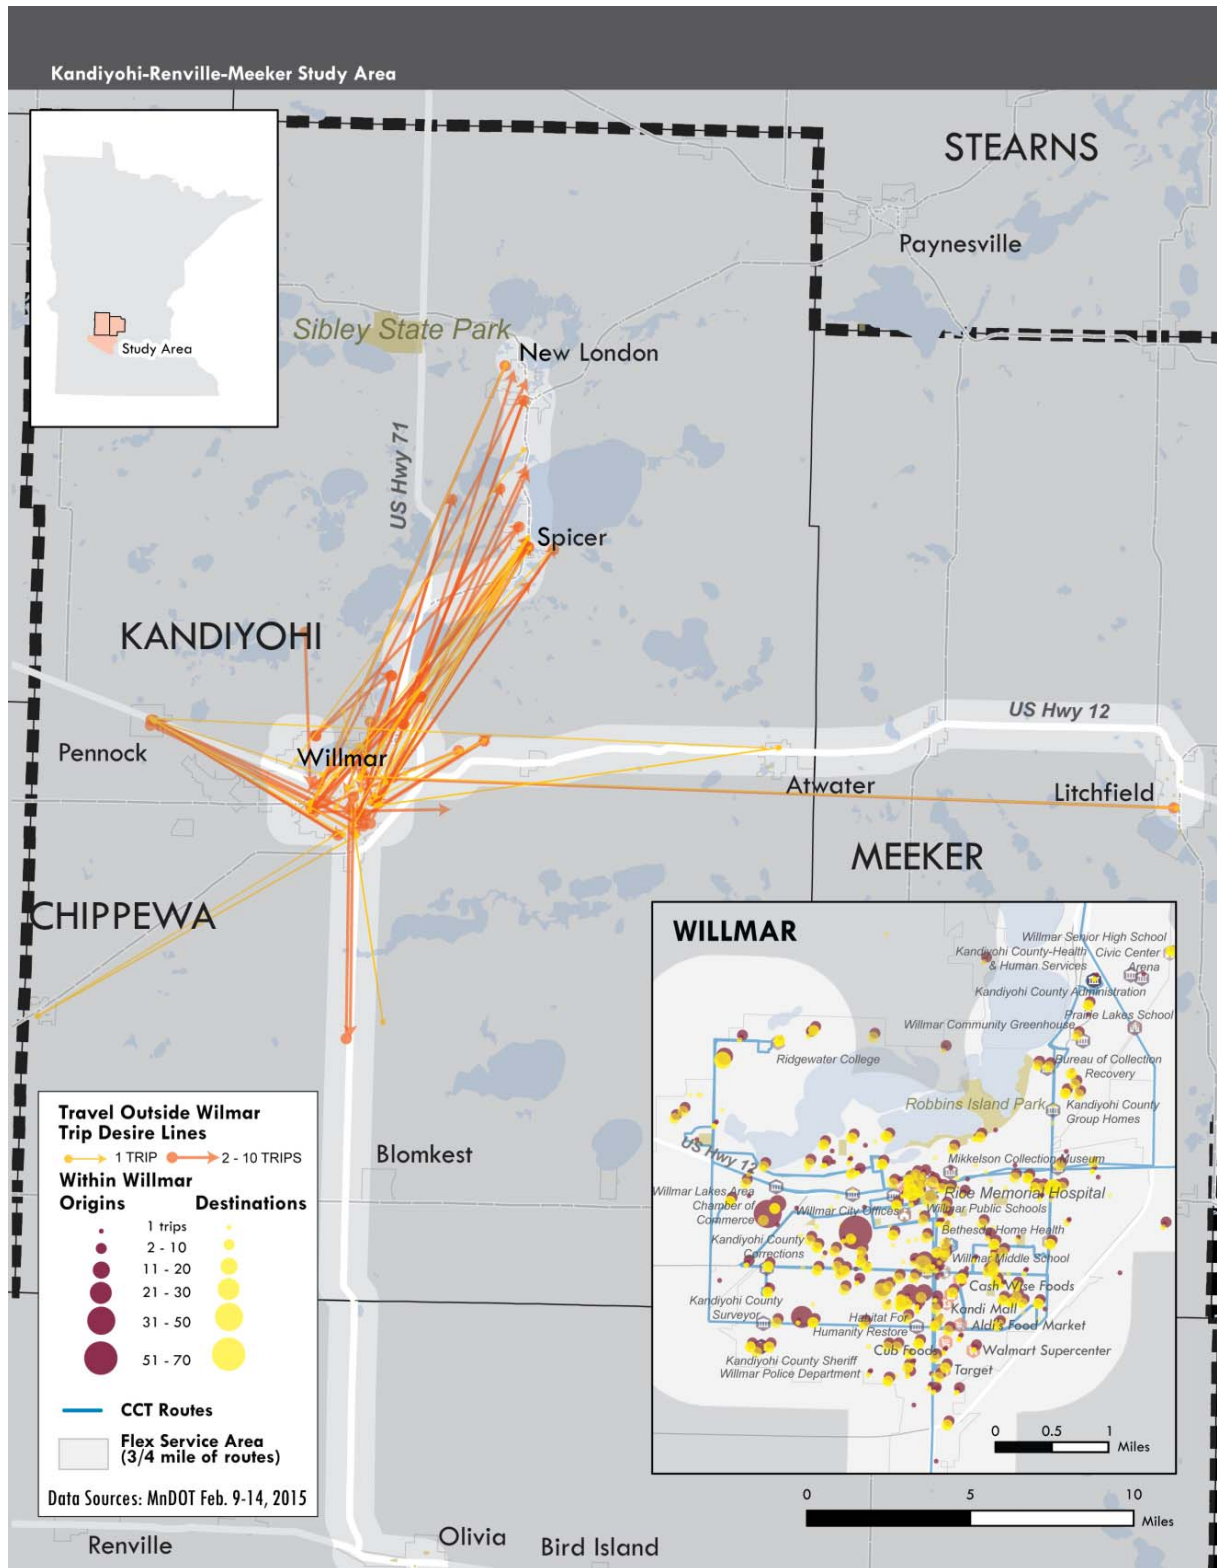 Kandiyohi-Renville-Meeker Study Area
STEARNS
Paynesville
Study Area
Sibley State Park
New London
US Hwy 71
Spicer
KANDIYOHI
US Hwy 12
Pennock
Willmar
Atwater
Litchfield
MEEKER
CHIPPEWA
WILLMAR
Willmar Senior High School
Kandiyohi County-Health
& Human Services
Civic Center
Arena
Kandiyohi County Administration
Prairie Lakes School
Willmar Community Greenhouse
Ridgewater College
Bureau of Collection
Recovery
Robbins Island Park
Kandiyohi County
Group Homes
US Hwy 12
Mikkelson Collection Museum
Willmar Lakes Area
Chamber of
Commerce
Rice Memorial Hospital
Willmar City Offices
Willmar Public Schools
Bethesda Home Health
Kandiyohi County
Corrections
Willmar Middle School
Cash Wise Foods
Kandiyohi County
Surveyor
Kandi Mall
Habitat For
Humanity Restore
Aldi's Food Market
Cub Foods
Walmart Supercenter
Kandiyohi County Sheriff
Willmar Police Department
Target
0 0.5 1
Miles
Travel Outside Wilmar
Trip Desire Lines
1 TRIP 2 - 10 TRIPS
Within Willmar
Origins Destinations
1 trips
2 - 10
11 - 20
21 - 30
31 - 50
51 - 70
CCT Routes
Flex Service Area
(3/4 mile of routes)
Data Sources: MnDOT Feb. 9-14, 2015
Blomkest
0 5 10
Miles
Renville
Olivia
Bird Island